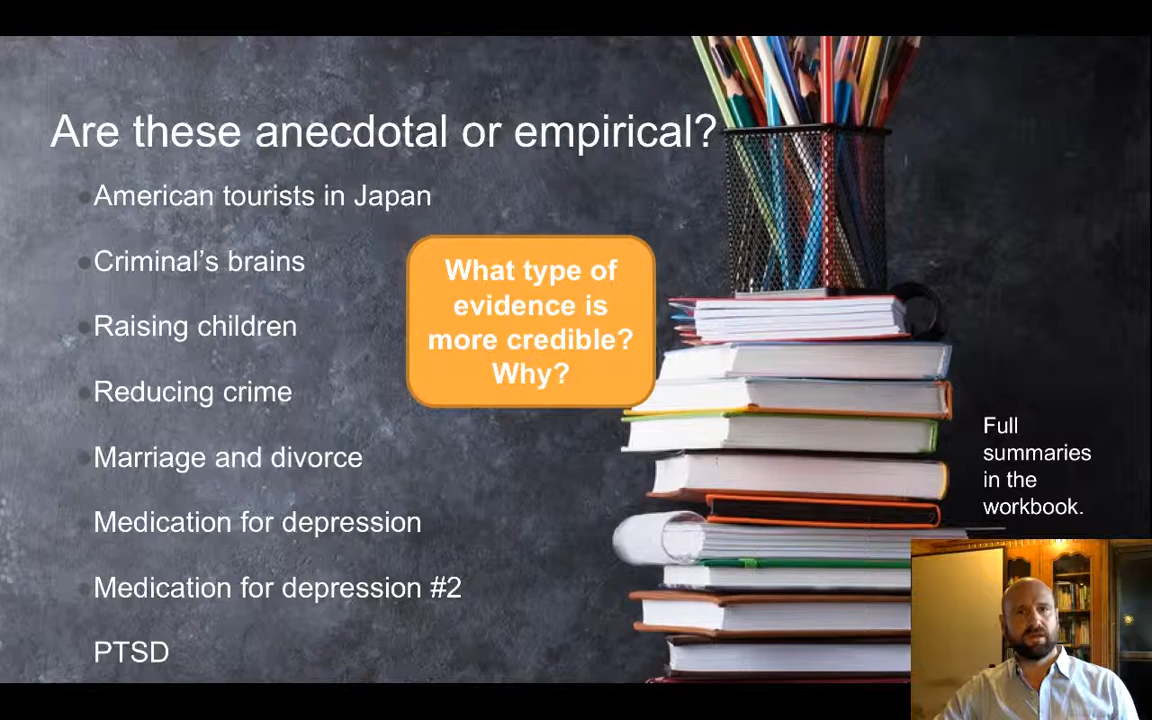 Are these anecdotal or empirical?
American tourists in Japan
Criminal’s brains
Raising children
Reducing crime
Marriage and divorce
Medication for depression
Medication for depression #2
PTSD
What type of
evidence is
more credible?
Why?
Full
summaries
in the
workbook.